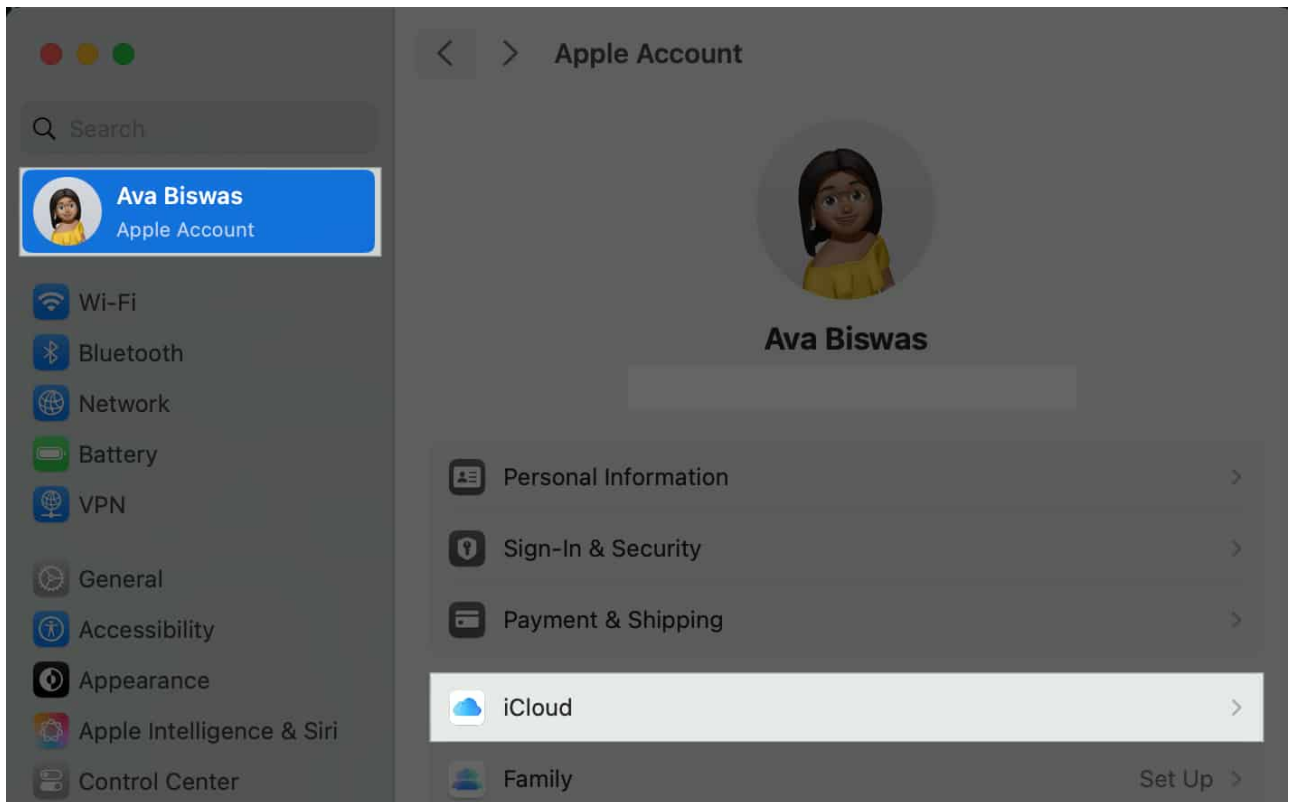 Apple Account
Search
Ava Biswas
Apple Account
Wi-Fi
Bluetooth
Network
Battery
VPN
General
Accessibility
Appearance
Apple Intelligence & Siri
Control Center
Ava Biswas
Personal Information
Sign-In & Security
Payment & Shipping
iCloud
Family Set Up